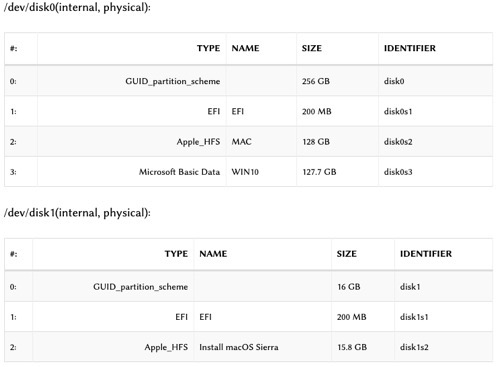 /dev/disk0(internal, physical):
#: TYPE NAME SIZE IDENTIFIER
0: GUID_partition_scheme 256 GB disk0
1: EFI EFI 200 MB disk0s1
2: Apple_HFS MAC 128 GB disk0s2
3: Microsoft Basic Data WIN10 127.7 GB disk0s3
/dev/disk1(internal, physical):
#: TYPE NAME SIZE IDENTIFIER
0: GUID_partition_scheme 16 GB disk1
1: EFI EFI 200 MB disk1s1
2: Apple_HFS Install macOS Sierra 15.8 GB disk1s2